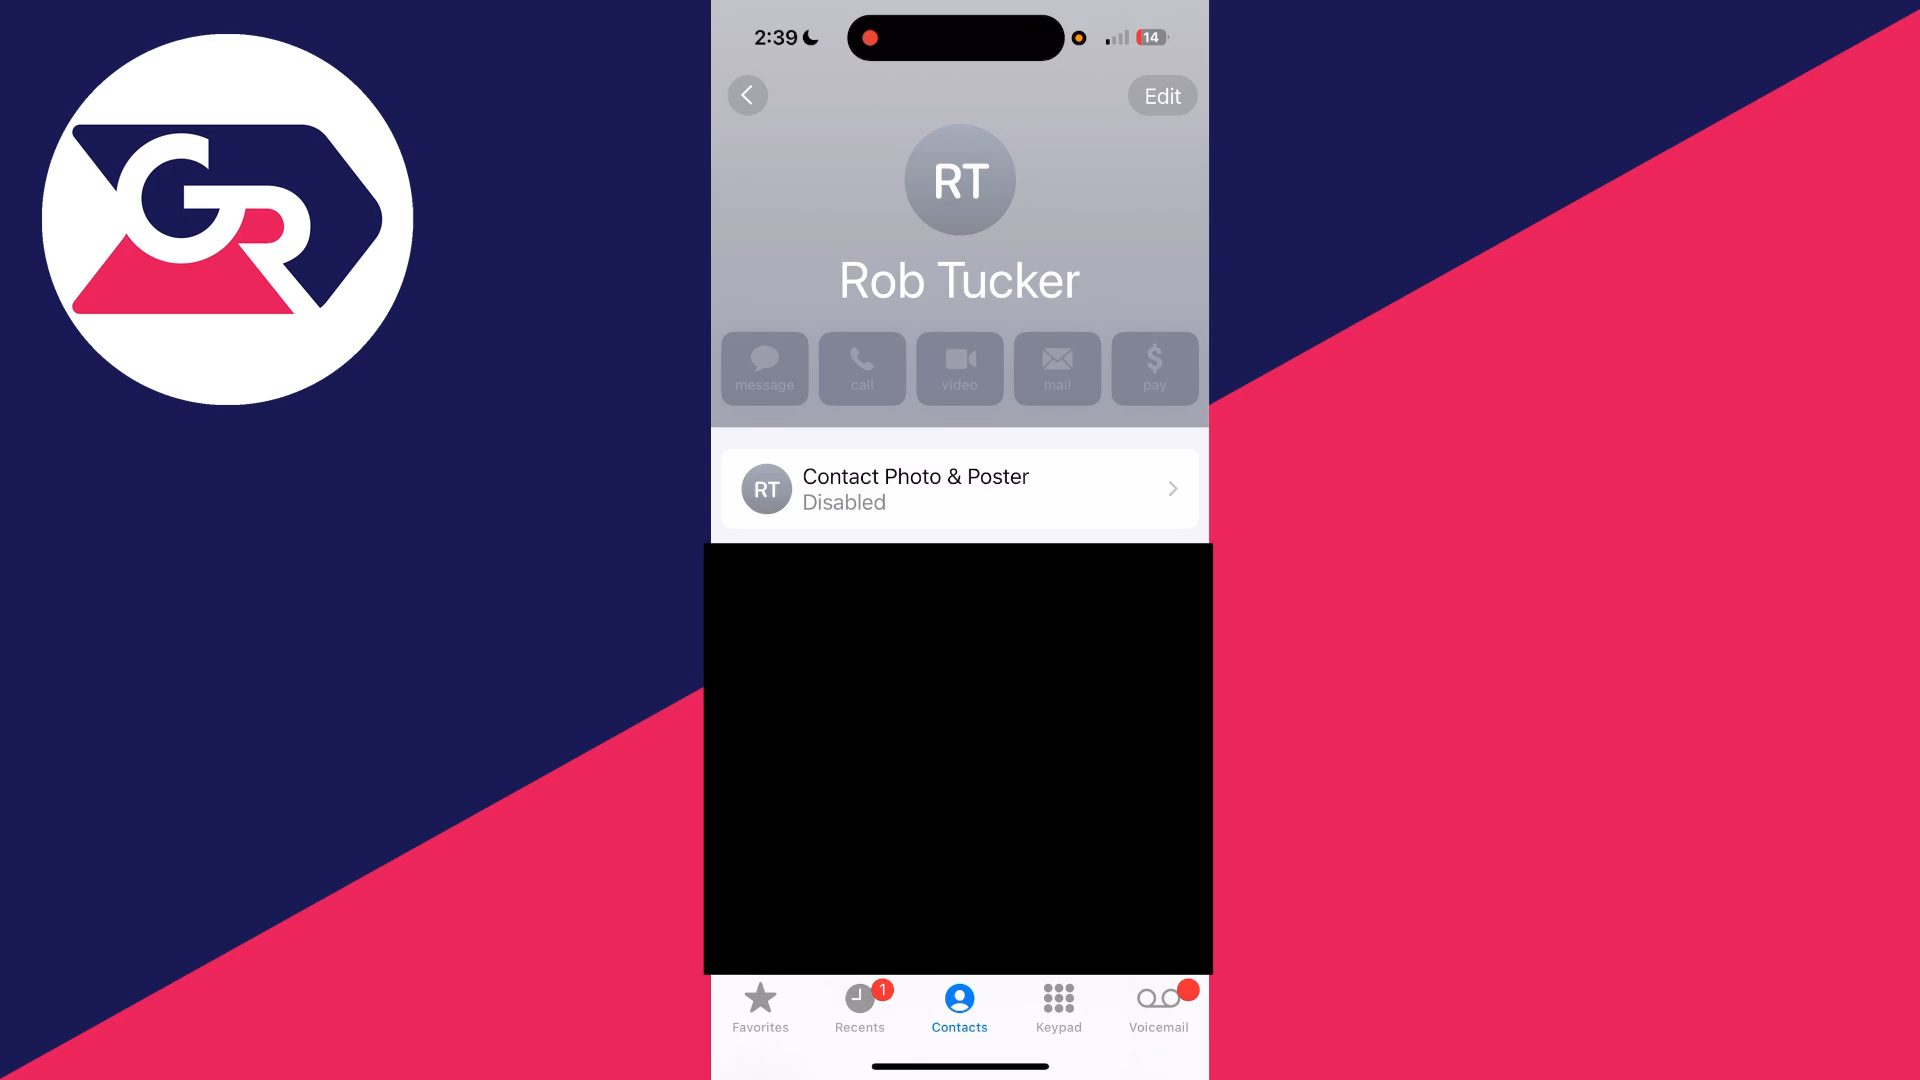 GR
2:39
14
Edit
RT
Rob Tucker
message
call
video
mail
$
pay
RT
Contact Photo & Poster
Disabled
1
Favorites
Recents
Contacts
Keypad
Voicemail